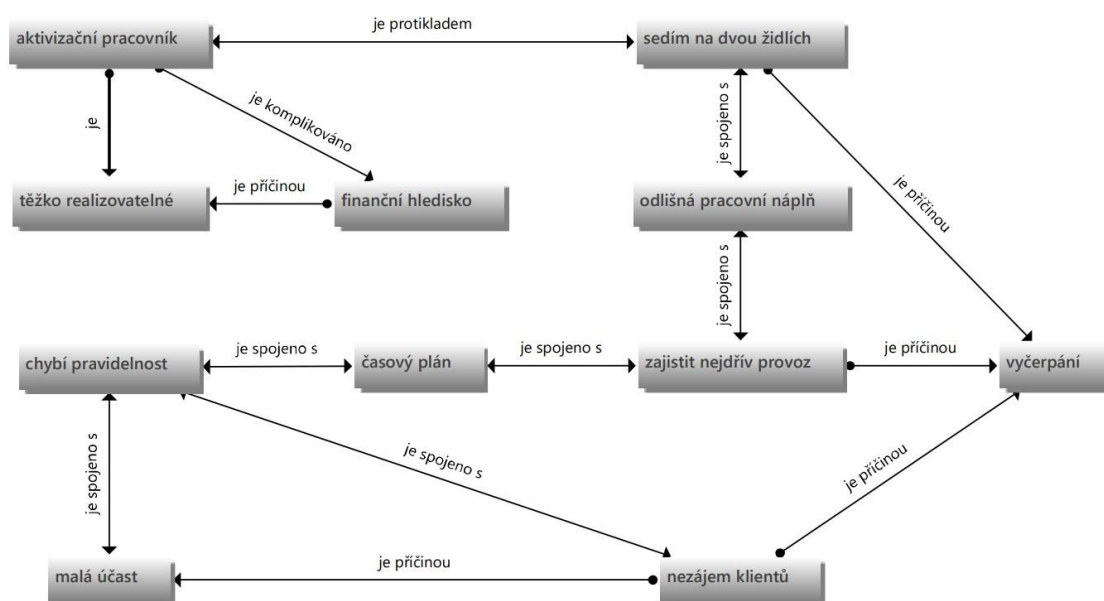 je protikladem
aktivizační pracovník
sedím na dvou židlích
je
je komplikováno
je spojeno s
je příčinou
těžko realizovatelné
je příčinou
finanční hledisko
odlišná pracovní náplň
je spojeno s
chybí pravidelnost
je spojeno s
časový plán
je spojeno s
zajistit nejdřív provoz
je příčinou
vyčerpání
je spojeno s
je spojeno s
je příčinou
malá účast
je příčinou
nezájem klientů